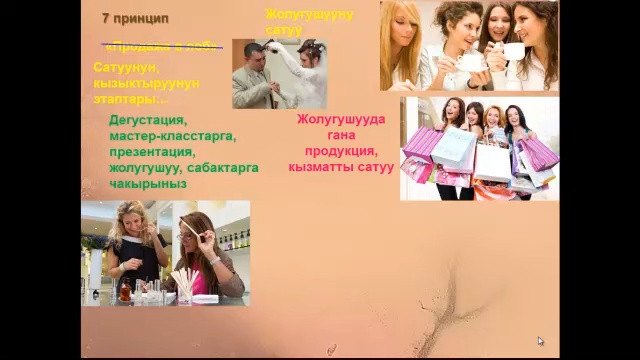 7 принцип
«Продажа в лоб»
Сатуунун,
кызыктыруунун
этаптары...
Дегустация,
мастер-класстарга,
презентация,
жолугушуу, сабактарга
чакырыныз
Жолугушууну
сатуу
Жолугушууда
гана
продукция,
кызматты сатуу